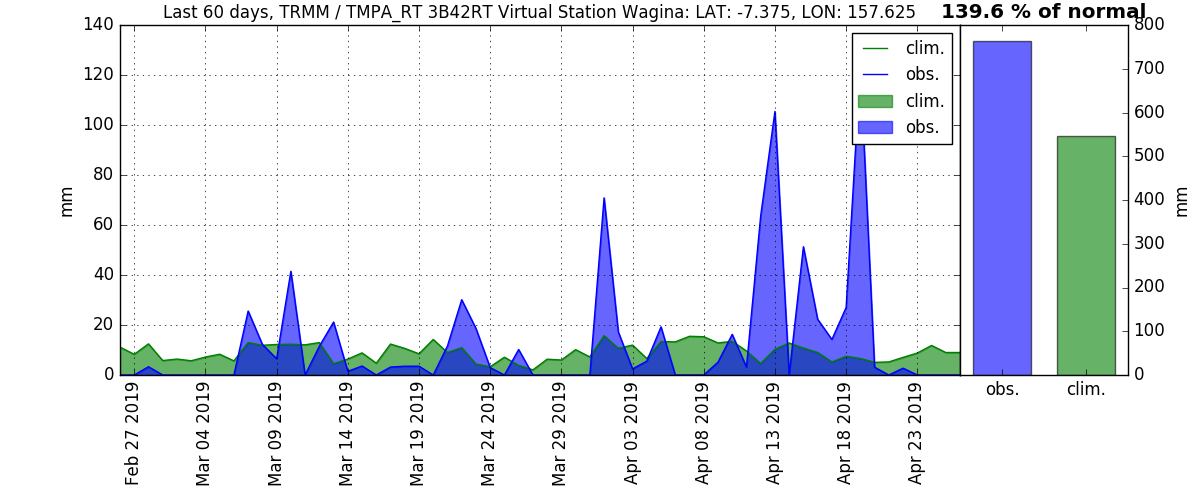 Last 60 days, TRMM / TMPA_RT 3B42RT Virtual Station Wagina: LAT: -7.375, LON: 157.625
139.6 % of normal
mm
140
120
100
80
60
40
20
0
clim.
obs.
clim.
obs.
Feb 27 2019
Mar 04 2019
Mar 09 2019
Mar 14 2019
Mar 19 2019
Mar 24 2019
Mar 29 2019
Apr 03 2019
Apr 08 2019
Apr 13 2019
Apr 18 2019
Apr 23 2019
800
700
600
500
400
300
200
100
0
mm
obs.
clim.